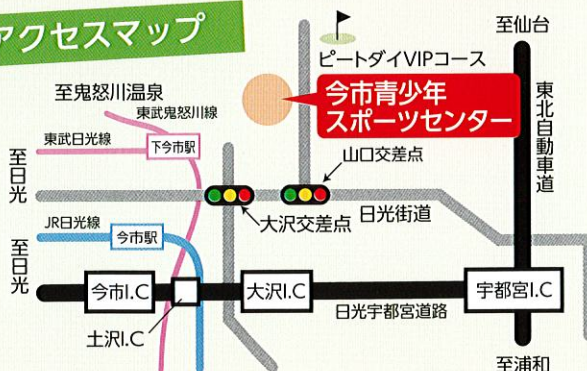 アクセスマップ
至仙台
ピートダイVIPコース
今市青少年
スポーツセンター
至鬼怒川温泉
東武鬼怒川線
東武日光線
下今市駅
至日光
山口交差点
東北自動車道
大沢交差点
日光街道
JR日光線
今市駅
至日光
今市I.C
土沢I.C
大沢I.C
日光宇都宮道路
宇都宮I.C
至浦和